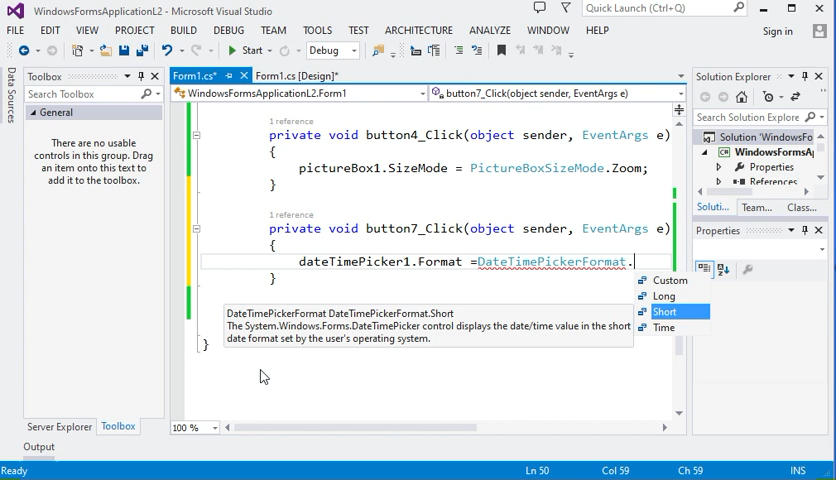 WindowsFormsApplicationL2 - Microsoft Visual Studio
Quick Launch (Ctrl+Q)
FILE EDIT VIEW PROJECT BUILD DEBUG TEAM TOOLS TEST ARCHITECTURE ANALYZE WINDOW HELP Sign in
Start Debug
Data Sources
Toolbox
Search Toolbox
General
There are no usable
controls in this group. Drag
an item onto this text to
add it to the toolbox.
Server Explorer Toolbox
Form1.cs* Form1.cs [Design]*
WindowsFormsApplicationL2.Form1 button7_Click(object sender, EventArgs e)
1 reference
private void button4_Click(object sender, EventArgs e)
{
pictureBox1.SizeMode = PictureBoxSizeMode.Zoom;
}
1 reference
private void button7_Click(object sender, EventArgs e)
{
dateTimePicker1.Format =DateTimePickerFormat.
}
Custom
Long
Short
Time
DateTimePickerFormat DateTimePickerFormat.Short
The System.Windows.Forms.DateTimePicker control displays the date/time value in the short
date format set by the user's operating system.
}
100 %
Solution Explorer
Search Solution Explorer
Solution 'WindowsFo
WindowsFormsAp
Properties
References
Soluti... Team... Class...
Properties
Output
Ready Ln 50 Col 59 Ch 59 INS